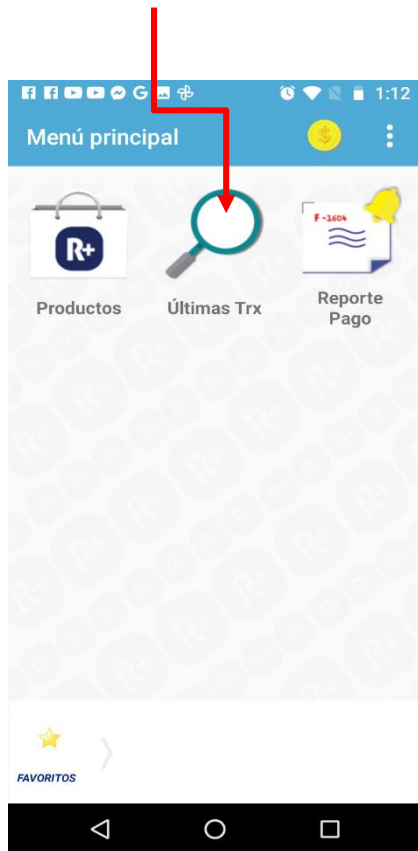 1:12
Menú principal
R+
F-1604
Productos
Últimas Trx
Reporte
Pago
FAVORITOS